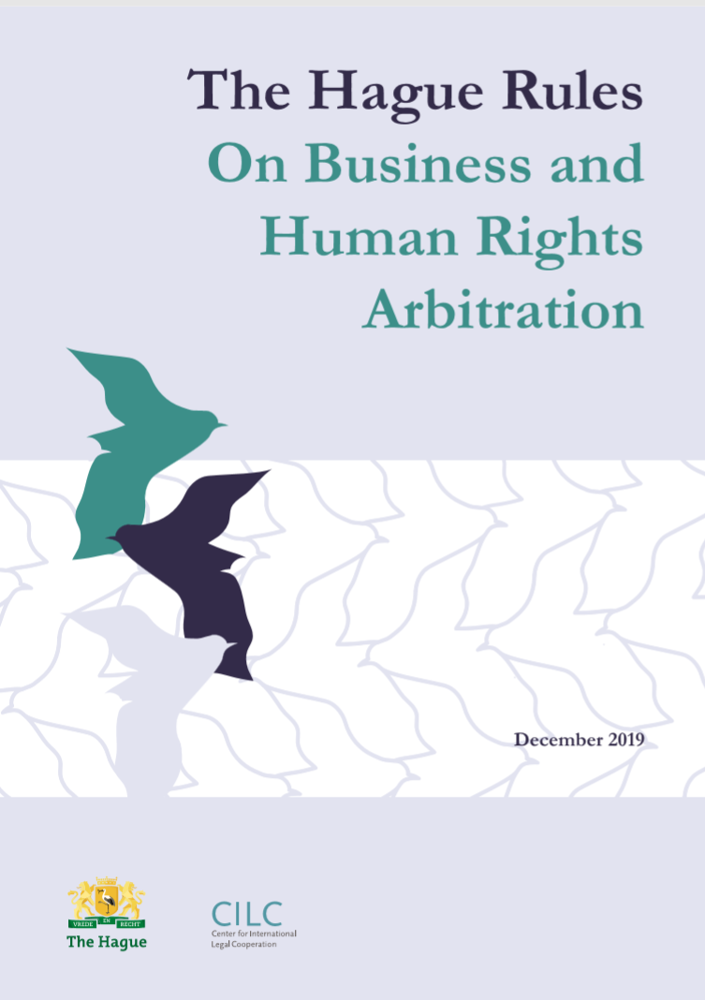 The Hague Rules
On Business and
Human Rights
Arbitration
December 2019
VREDE EN RECHT
The Hague
CILC
Center for International
Legal Cooperation